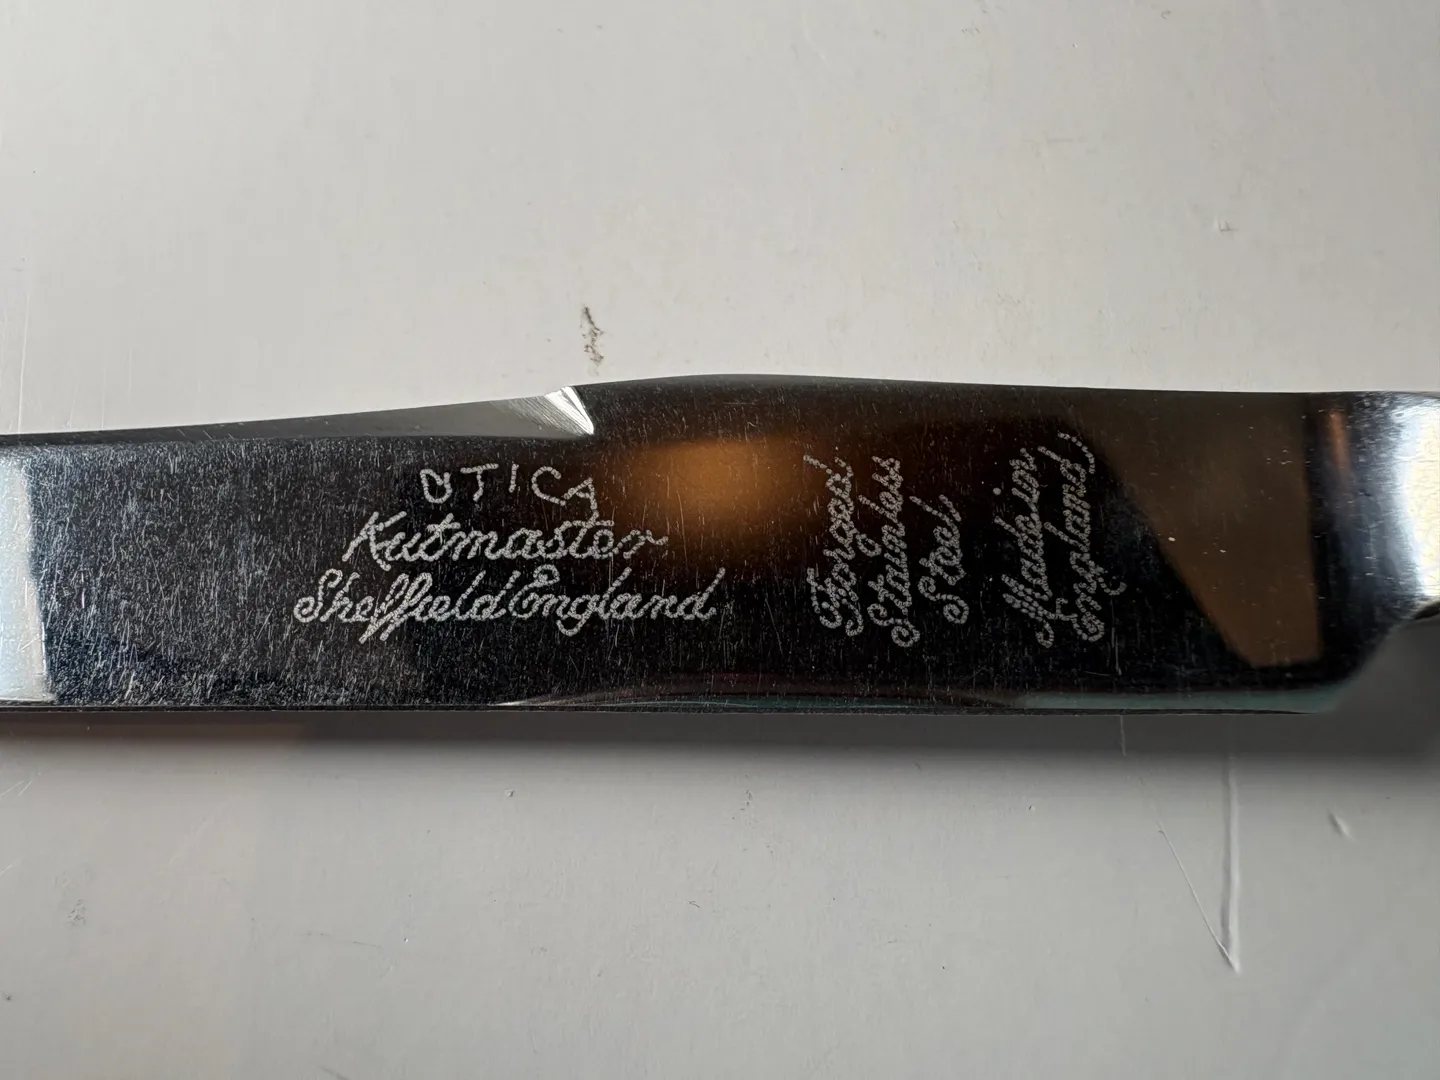 UTICA
Kutmaster
Sheffield England
Forged
Stainless
Steel
Made in
England